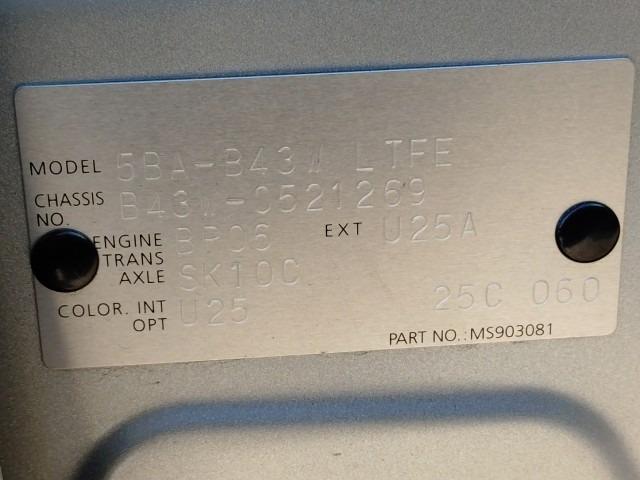 MODEL 5BA-B43W LTFE
CHASSIS NO. B43W-0521269
ENGINE BR06 EXT U25A
TRANS AXLE SK10C
COLOR. INT U25 25C 060
OPT
PART NO.:MS903081